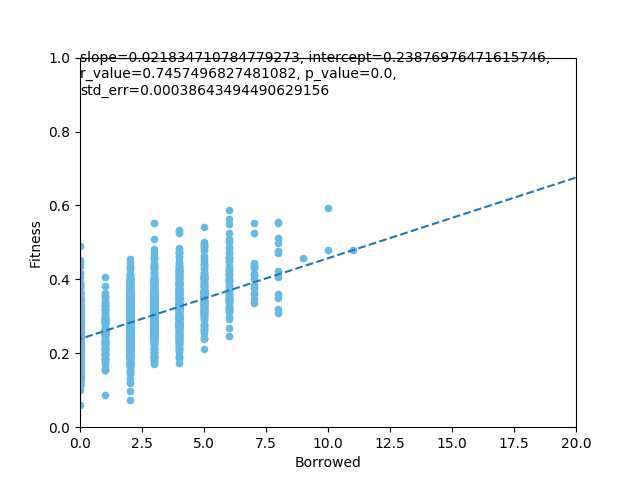 slope=0.021834710784779273, intercept=0.23876976471615746,
r_value=0.7457496827481082, p_value=0.0,
std_err=0.00038643494490629156
1.0
0.8
0.6
0.4
0.2
0.0
Fitness
0.0 2.5 5.0 7.5 10.0 12.5 15.0 17.5 20.0
Borrowed